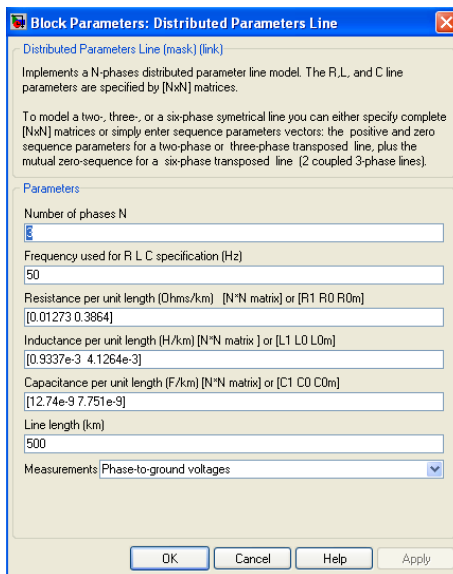 Block Parameters: Distributed Parameters Line
Distributed Parameters Line (mask) (link)
Implements a N-phases distributed parameter line model. The R,L, and C line
parameters are specified by [NxN] matrices.
To model a two-, three-, or a six-phase symetrical line you can either specify complete
[NxN] matrices or simply enter sequence parameters vectors: the positive and zero
sequence parameters for a two-phase or three-phase transposed line, plus the
mutual zero-sequence for a six-phase transposed line (2 coupled 3-phase lines).
Parameters
Number of phases N
3
Frequency used for R L C specification (Hz)
50
Resistance per unit length (Ohms/km) [N*N matrix] or [R1 R0 R0m]
[0.01273 0.3864]
Inductance per unit length (H/km) [N*N matrix ] or [L1 L0 L0m]
[0.9337e-3 4.1264e-3]
Capacitance per unit length (F/km) [N*N matrix] or [C1 C0 C0m]
[12.74e-9 7.751e-9]
Line length (km)
500
Measurements Phase-to-ground voltages
OK Cancel Help Apply